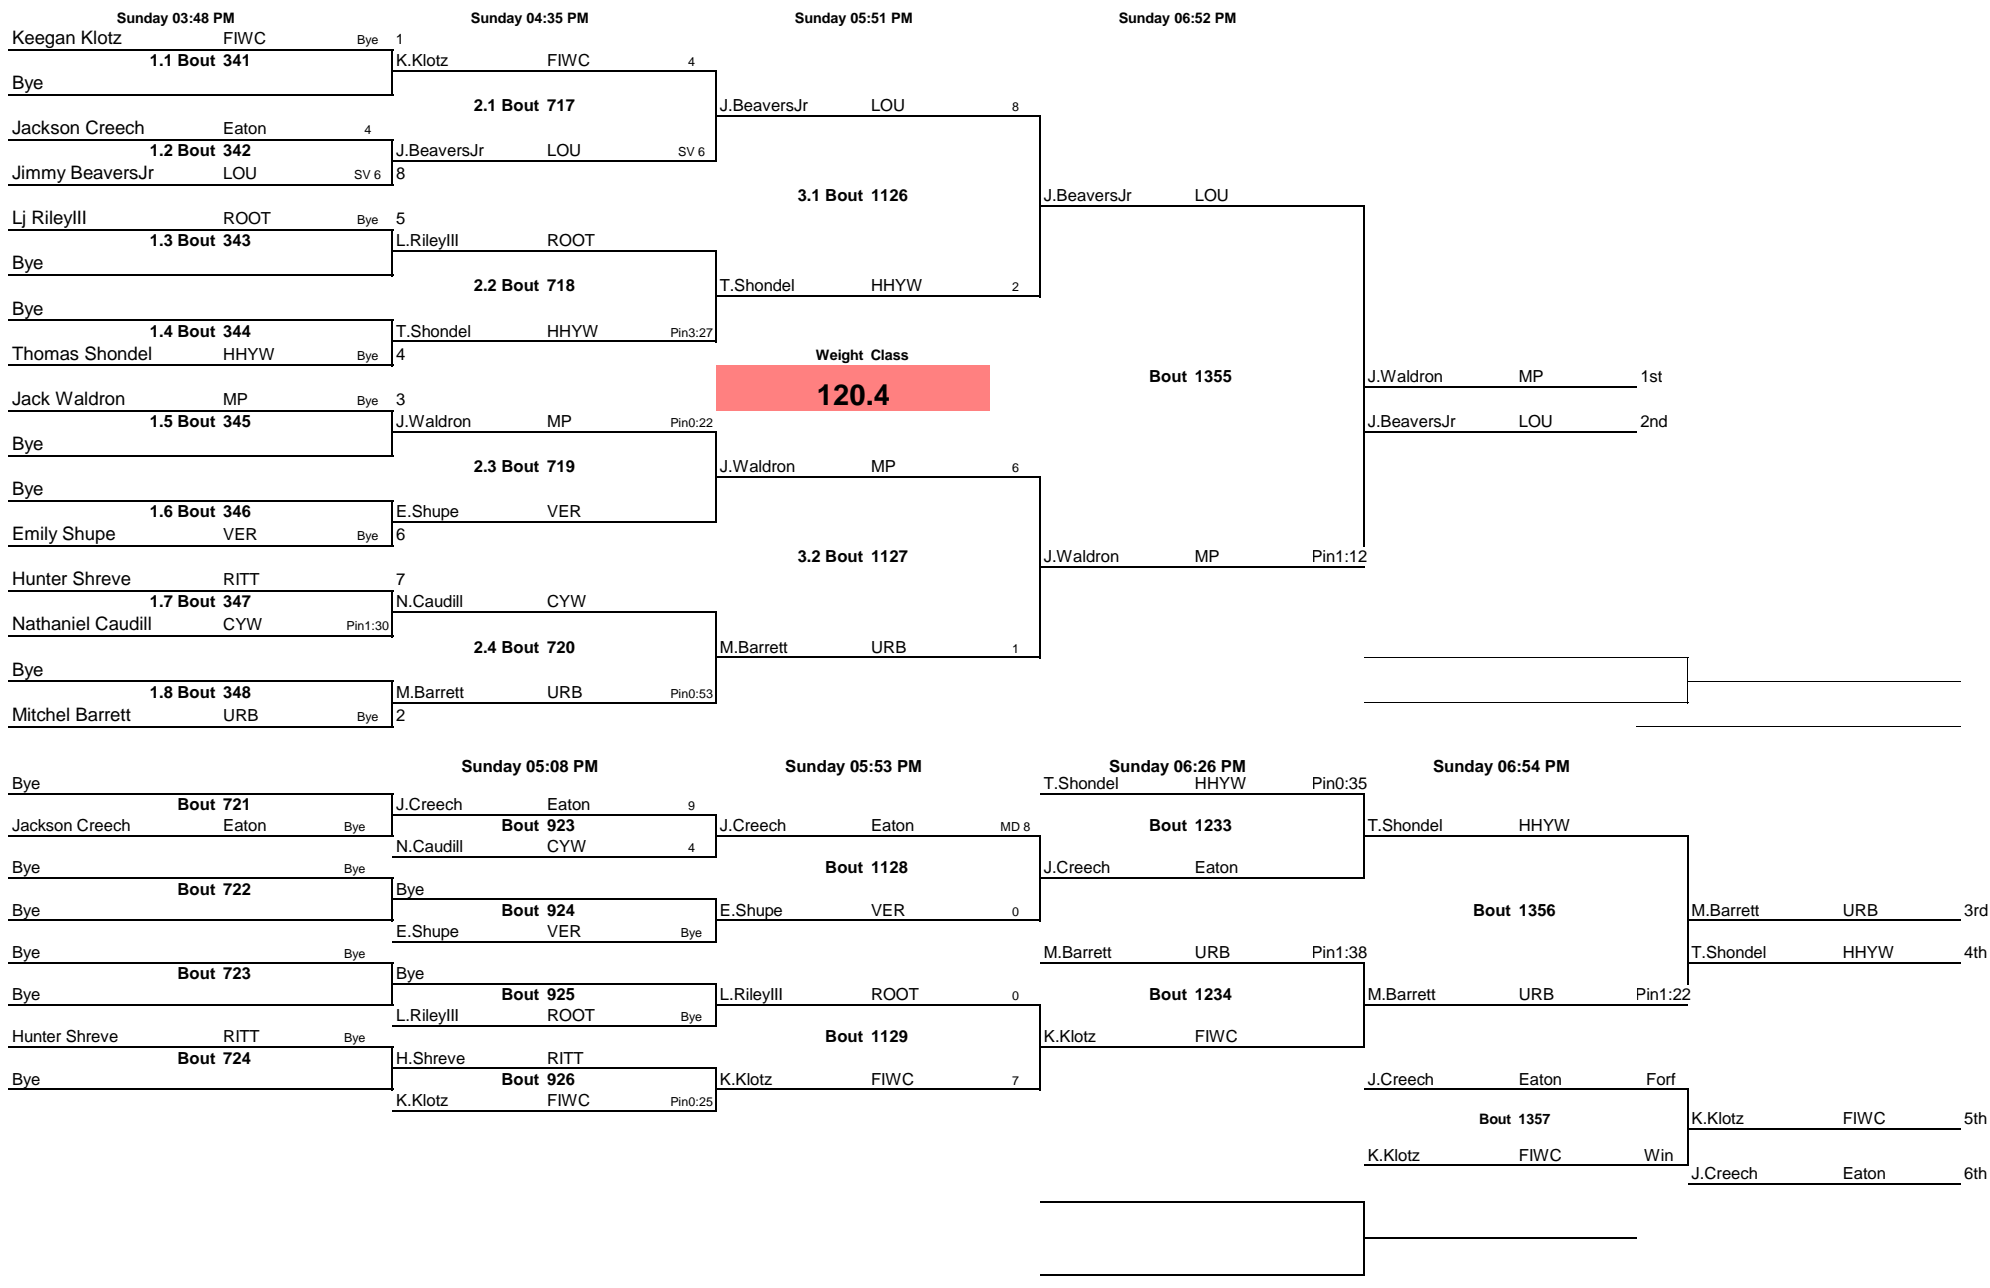 Sunday 03:48 PM Sunday 04:35 PM Sunday 05:51 PM Sunday 06:52 PM
Keegan Klotz FIWC Bye 1
1.1 Bout 341 K.Klotz FIWC 4
Bye
2.1 Bout 717 J.BeaversJr LOU 8
Jackson Creech Eaton 4
1.2 Bout 342 J.BeaversJr LOU SV 6
Jimmy BeaversJr LOU SV 6 8
3.1 Bout 1126 J.BeaversJr LOU
Lj RileyIII ROOT Bye 5
1.3 Bout 343 L.RileyIII ROOT
Bye
2.2 Bout 718 T.Shondel HHYW 2
Bye
1.4 Bout 344 T.Shondel HHYW Pin3:27
Thomas Shondel HHYW Bye 4 Weight Class
Bout 1355 J.Waldron MP 1st
120.4
Jack Waldron MP Bye 3
1.5 Bout 345 J.Waldron MP Pin0:22 J.BeaversJr LOU 2nd
Bye
2.3 Bout 719 J.Waldron MP 6
Bye
1.6 Bout 346 E.Shupe VER
Emily Shupe VER Bye 6
3.2 Bout 1127 J.Waldron MP Pin1:12
Hunter Shreve RITT 7
1.7 Bout 347 N.Caudill CYW
Nathaniel Caudill CYW Pin1:30
2.4 Bout 720 M.Barrett URB 1
Bye
1.8 Bout 348 M.Barrett URB Pin0:53
Mitchel Barrett URB Bye 2
Sunday 05:08 PM Sunday 05:53 PM Sunday 06:26 PM Sunday 06:54 PM
Bye T.Shondel HHYW Pin0:35
Bout 721 J.Creech Eaton 9
Jackson Creech Eaton Bye Bout 923 J.Creech Eaton MD 8 Bout 1233 T.Shondel HHYW
N.Caudill CYW 4
Bye Bye Bout 1128 J.Creech Eaton
Bout 722 Bye
Bye Bout 924 E.Shupe VER 0 Bout 1356 M.Barrett URB 3rd
E.Shupe VER Bye
Bye Bye M.Barrett URB Pin1:38 T.Shondel HHYW 4th
Bout 723 Bye
Bye Bout 925 L.RileyIII ROOT 0 Bout 1234 M.Barrett URB Pin1:22
L.RileyIII ROOT Bye
Hunter Shreve RITT Bye Bout 1129 K.Klotz FIWC
Bout 724 H.Shreve RITT
Bye Bout 926 K.Klotz FIWC 7 J.Creech Eaton Forf
K.Klotz FIWC Pin0:25
Bout 1357 K.Klotz FIWC 5th
K.Klotz FIWC Win
J.Creech Eaton 6th